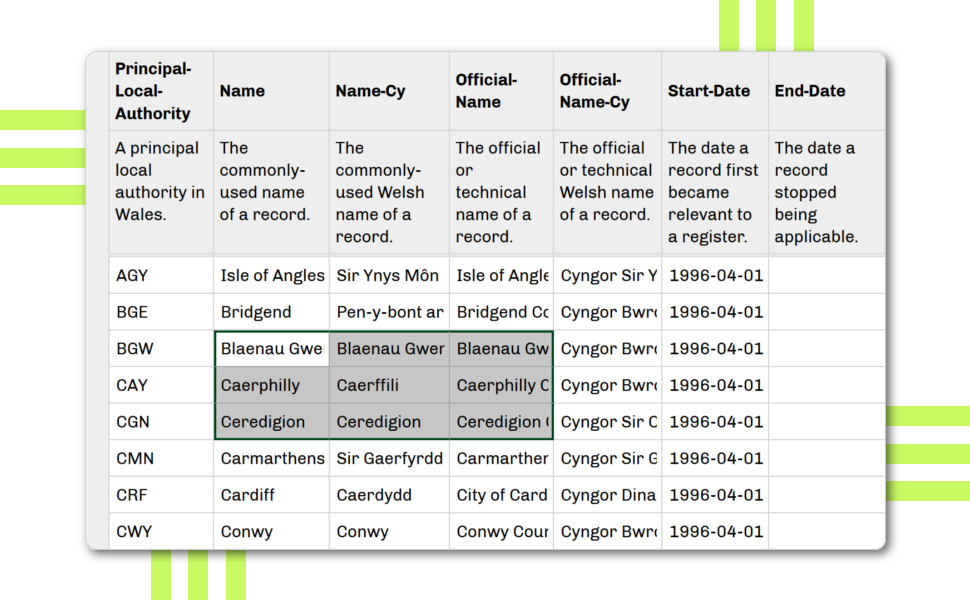 Principal-Local-Authority Name Name-Cy Official-Name Official-Name-Cy Start-Date End-Date
A principal local authority in Wales. The commonly-used name of a record. The commonly-used Welsh name of a record. The official or technical name of a record. The official or technical Welsh name of a record. The date a record first became relevant to a register. The date a record stopped being applicable.
AGY Isle of Angles Sir Ynys Môn Isle of Angle Cyngor Sir Y 1996-04-01
BGE Bridgend Pen-y-bont ar Bridgend Co Cyngor Bwrc 1996-04-01
BGW Blaenau Gwe Blaenau Gwer Blaenau Gw Cyngor Bwrc 1996-04-01
CAY Caerphilly Caerffili Caerphilly C Cyngor Bwrc 1996-04-01
CGN Ceredigion Ceredigion Ceredigion Cyngor Sir C 1996-04-01
CMN Carmarthens Sir Gaerfyrdd Carmarther Cyngor Sir G 1996-04-01
CRF Cardiff Caerdydd City of Card Cyngor Dina 1996-04-01
CWY Conwy Conwy Conwy Cour Cyngor Bwrc 1996-04-01